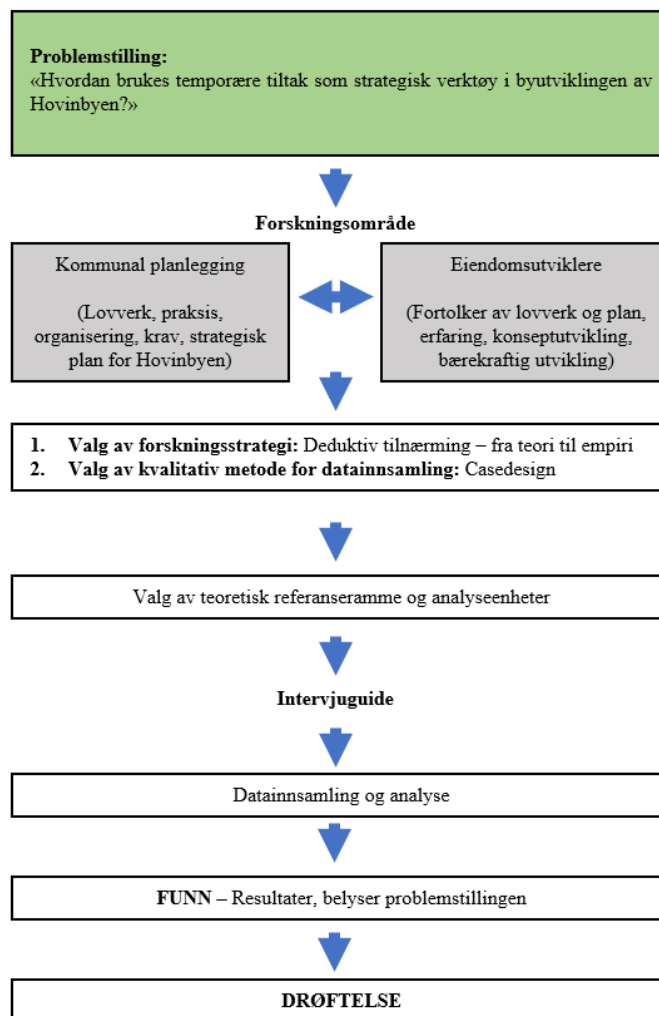 Problemstilling:
«Hvordan brukes temporære tiltak som strategisk verktøy i byutviklingen av
Hovinbyen?»
Forskningsområde
Kommunal planlegging
(Lovverk, praksis,
organisering, krav, strategisk
plan for Hovinbyen)
Eiendomsutviklere
(Fortolker av lovverk og plan,
erfaring, konseptutvikling,
bærekraftig utvikling)
1. Valg av forskningsstrategi: Deduktiv tilnærming – fra teori til empiri
2. Valg av kvalitativ metode for datainnsamling: Casedesign
Valg av teoretisk referanseramme og analyseenheter
Intervjuguide
Datainnsamling og analyse
FUNN – Resultater, belyser problemstillingen
DRØFTELSE